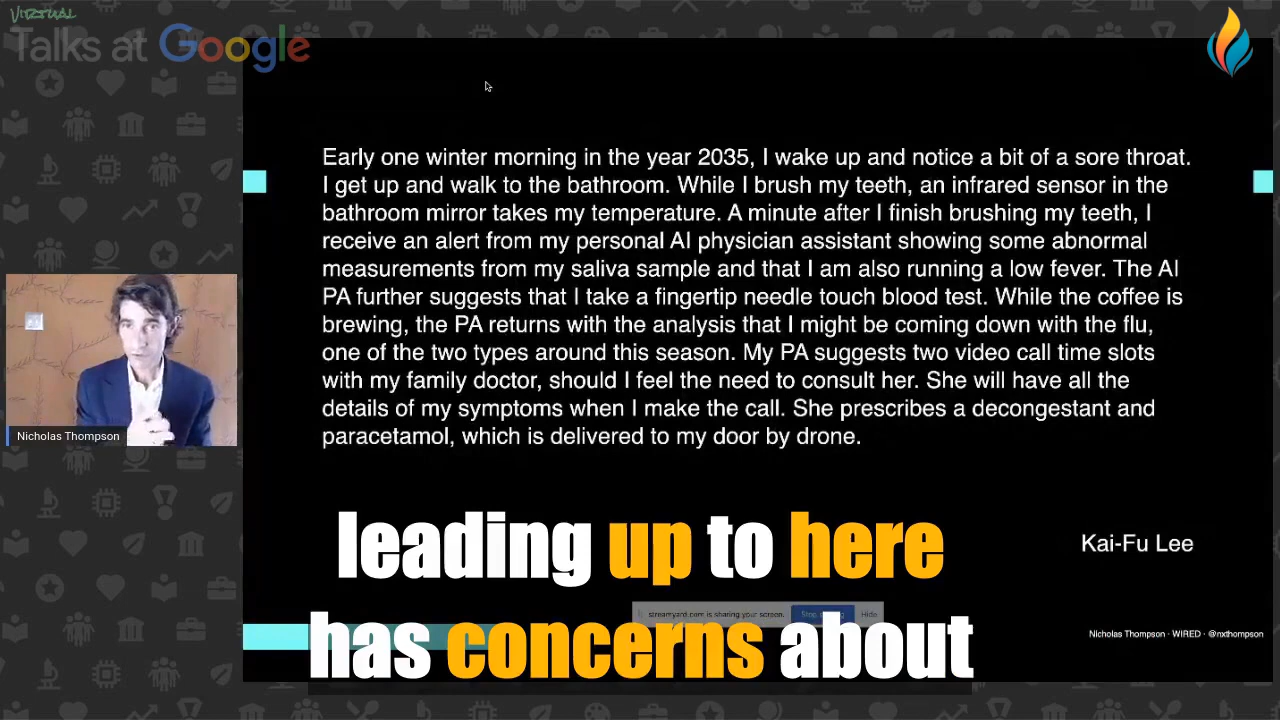 VIRTUAL
Talks at Google
Early one winter morning in the year 2035, I wake up and notice a bit of a sore throat.
I get up and walk to the bathroom. While I brush my teeth, an infrared sensor in the
bathroom mirror takes my temperature. A minute after I finish brushing my teeth, I
receive an alert from my personal AI physician assistant showing some abnormal
measurements from my saliva sample and that I am also running a low fever. The AI
PA further suggests that I take a fingertip needle touch blood test. While the coffee is
brewing, the PA returns with the analysis that I might be coming down with the flu,
one of the two types around this season. My PA suggests two video call time slots
with my family doctor, should I feel the need to consult her. She will have all the
details of my symptoms when I make the call. She prescribes a decongestant and
paracetamol, which is delivered to my door by drone.
Nicholas Thompson
Kai-Fu Lee
leading up to here
streamyard.com is sharing your screen. Stop Hide
has concerns about
Nicholas Thompson · WIRED · @nxthompson